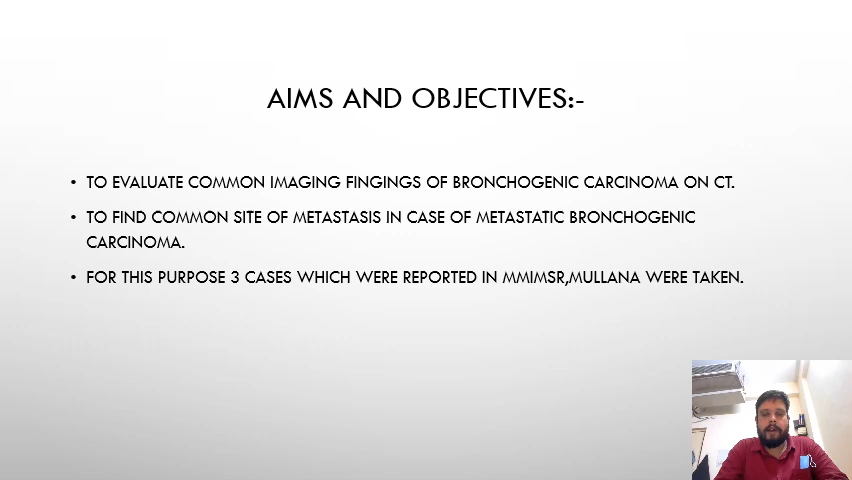 AIMS AND OBJECTIVES:-
• TO EVALUATE COMMON IMAGING FINGINGS OF BRONCHOGENIC CARCINOMA ON CT.
• TO FIND COMMON SITE OF METASTASIS IN CASE OF METASTATIC BRONCHOGENIC
CARCINOMA.
• FOR THIS PURPOSE 3 CASES WHICH WERE REPORTED IN MMIMSR,MULLANA WERE TAKEN.